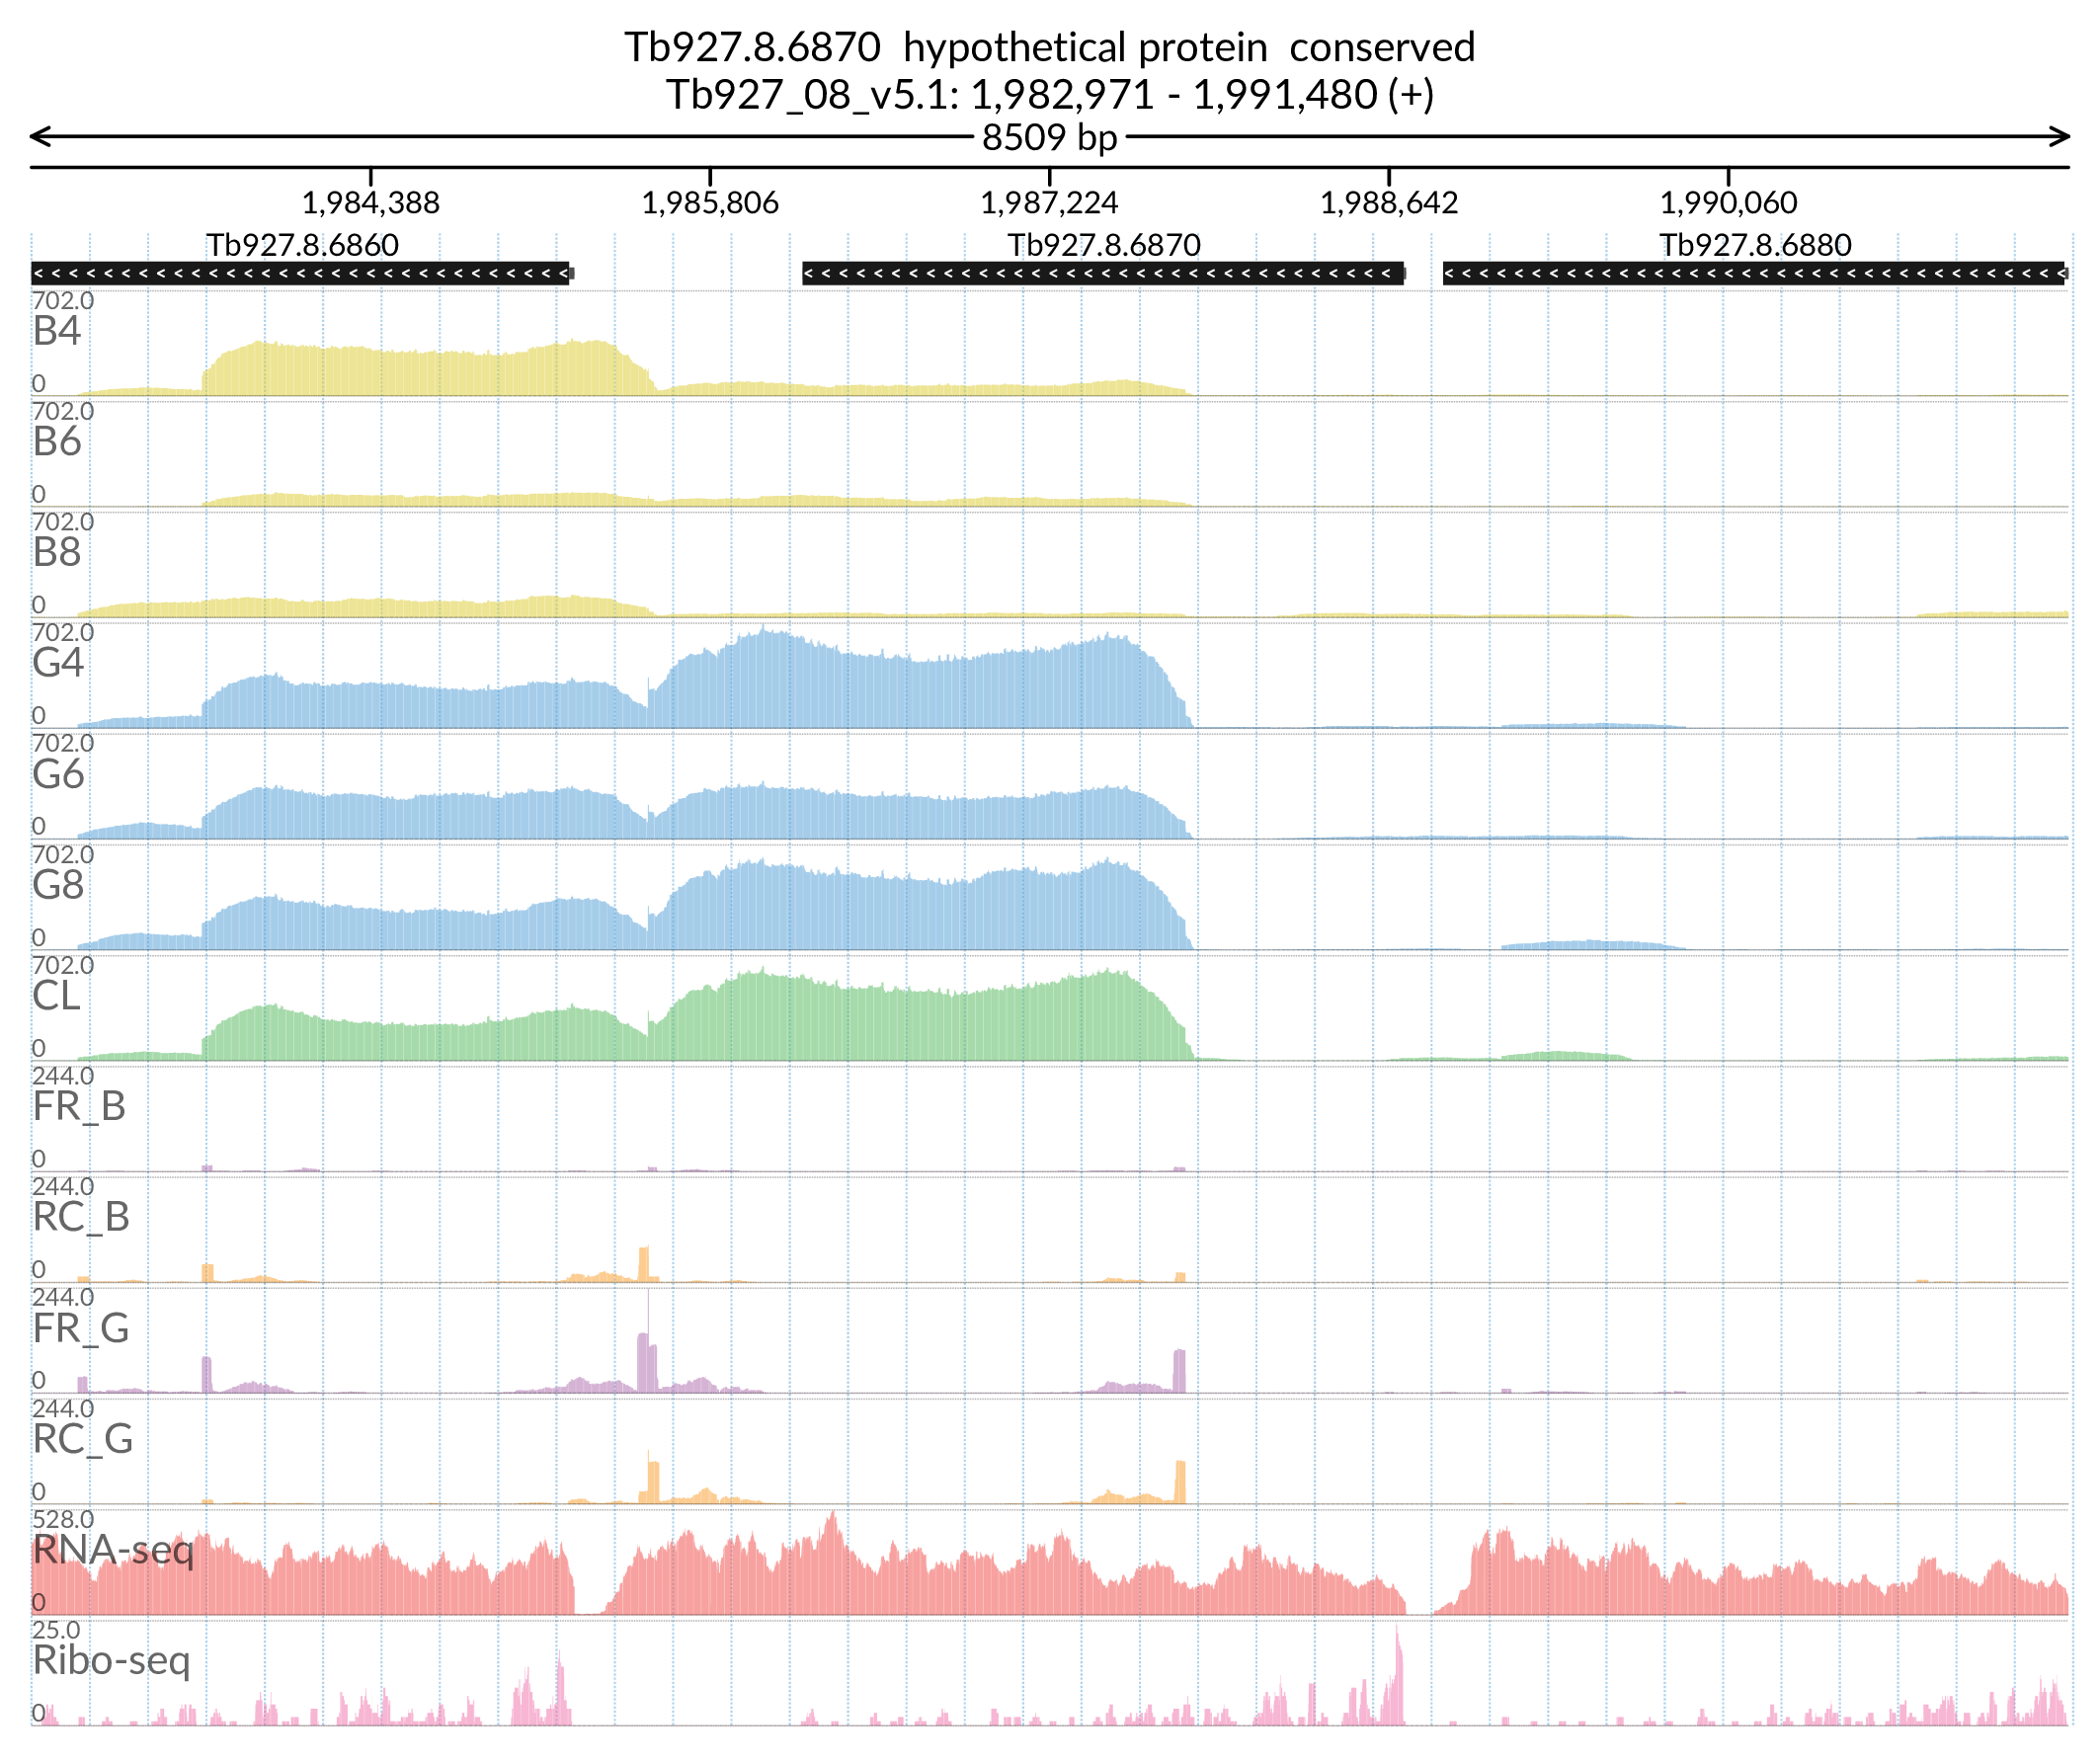 Tb927.8.6870  hypothetical protein  conserved
Tb927_08_v5.1: 1,982,971 - 1,991,480 (+)
8509 bp
1,984,388 1,985,806 1,987,224 1,988,642 1,990,060
Tb927.8.6860 Tb927.8.6870 Tb927.8.6880
702.0
B4
0
702.0
B6
0
702.0
B8
0
702.0
G4
0
702.0
G6
0
702.0
G8
0
702.0
CL
0
244.0
FR_B
0
244.0
RC_B
0
244.0
FR_G
0
244.0
RC_G
0
528.0
RNA-seq
0
25.0
Ribo-seq
0